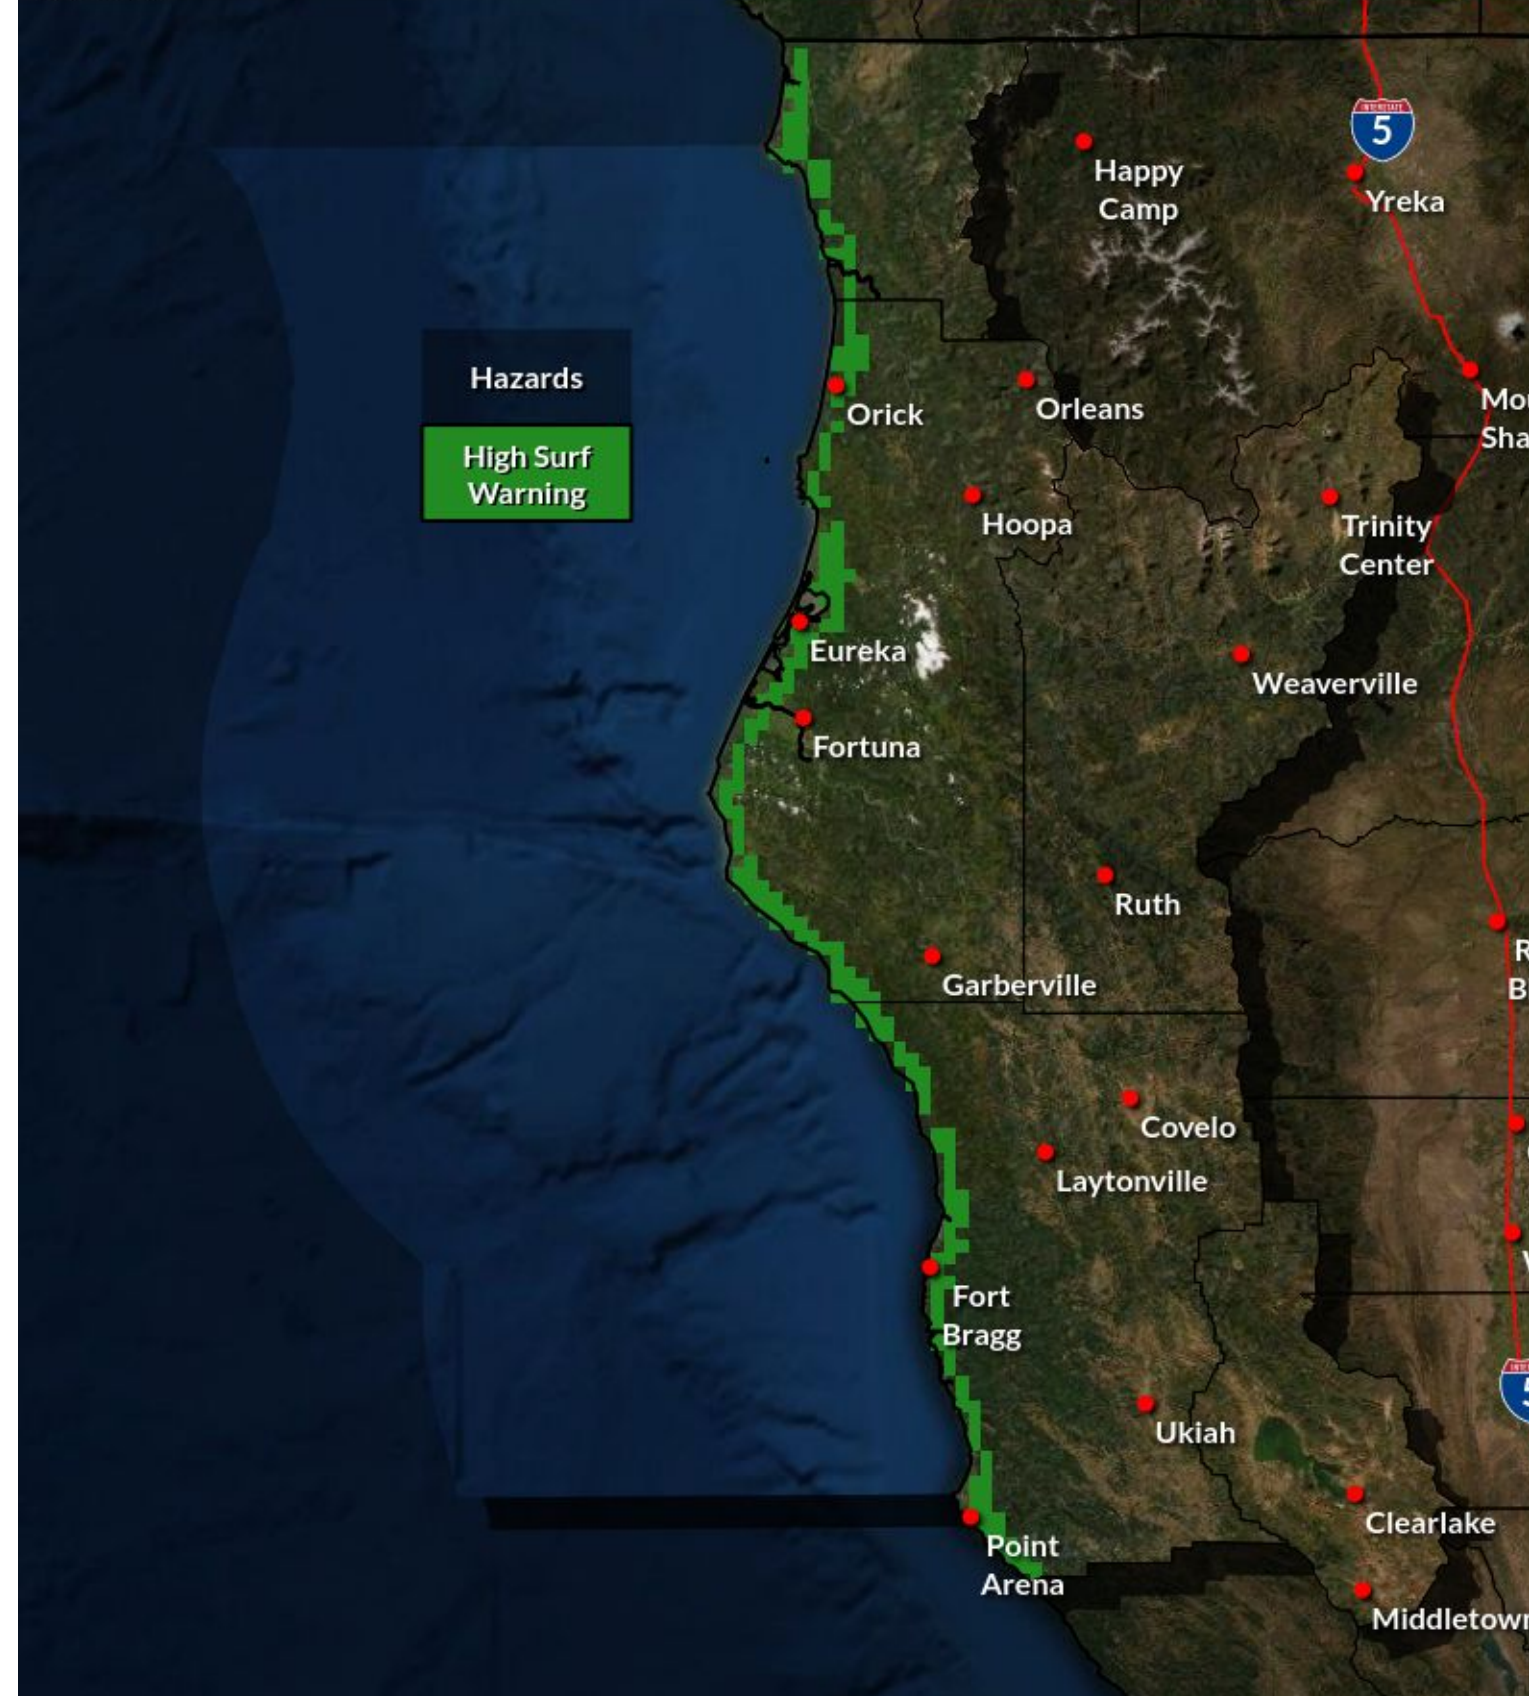 INTERSTATE
5
Happy
Camp
Yreka
Hazards
High Surf
Warning
Orick
Orleans
Hoopa
Trinity
Center
Eureka
Weaverville
Fortuna
Ruth
Garberville
Covelo
Laytonville
Fort
Bragg
Ukiah
Clearlake
Point
Arena